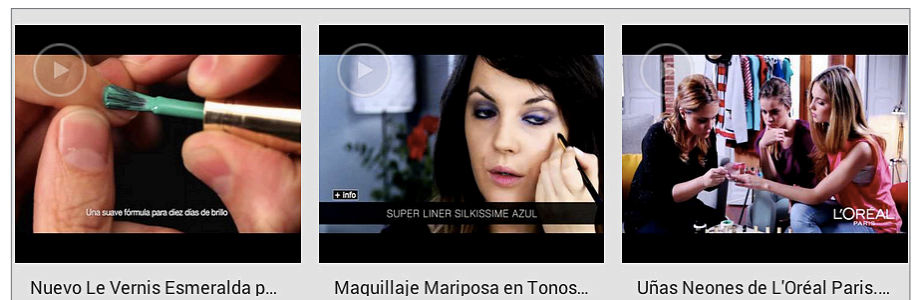 Una suave fórmula para diez días de brillo
+ info
SUPER LINER SILKISSIME AZUL
L'ORÉAL
PARIS
Nuevo Le Vernis Esmeralda p...
Maquillaje Mariposa en Tonos...
Uñas Neones de L'Oréal Paris....